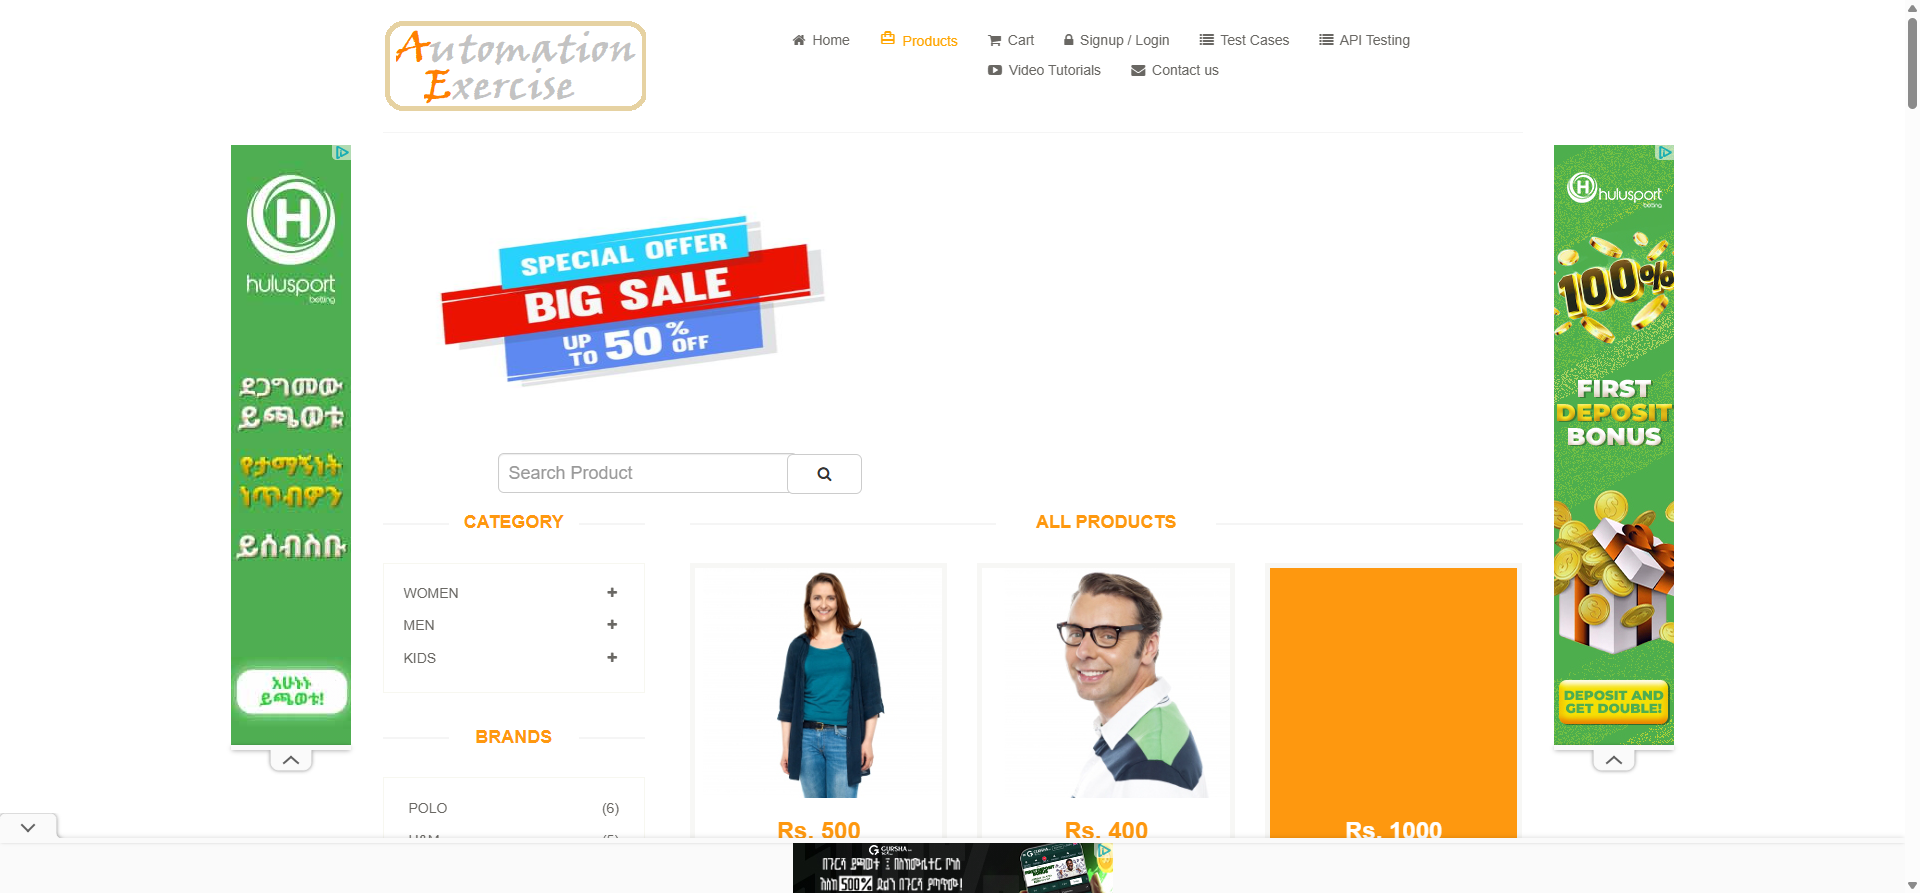 Automation
Exercise
Home
Products
Cart
Signup / Login
Test Cases
API Testing
Video Tutorials
Contact us
H
hulusport
betting
ደጋግመው
ይጫወቱ
የታማኝነት
ነጥብዎን
ይሰብስቡ
አሁኑኑ
ይጫወቱ!
SPECIAL OFFER
BIG SALE
UP TO 50% OFF
Search Product
CATEGORY
WOMEN
MEN
KIDS
BRANDS
POLO (6)
H&M (5)
ALL PRODUCTS
Rs. 500
Rs. 400
Rs. 1000
H hulusport
betting
100%
FIRST
DEPOSIT
BONUS
DEPOSIT AND
GET DOUBLE!
GURSHA
500%